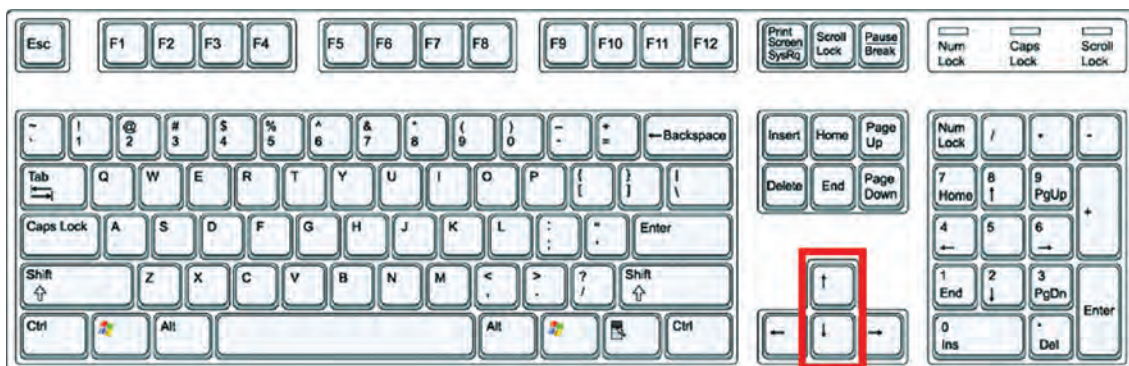 Esc F1 F2 F3 F4 F5 F6 F7 F8 F9 F10 F11 F12 Print Screen SysRq Scroll Lock Pause Break Num Lock Caps Lock Scroll Lock
~ ` ! 1 @ 2 # 3 $ 4 % 5 ^ 6 & 7 * 8 ( 9 ) 0 - - + = ←Backspace Insert Home Page Up Num Lock / * -
Tab Q W E R T Y U I O P { [ } ] | \ Delete End Page Down 7 Home 8 ↑ 9 PgUp +
Caps Lock A S D F G H J K L : ; " ' Enter 4 ← 5 6 →
Shift ⇧ Z X C V B N M < , > . ? / Shift ⇧ ↑ 1 End 2 ↓ 3 PgDn Enter
Ctrl Alt Alt Ctrl ← ↓ → 0 Ins . Del